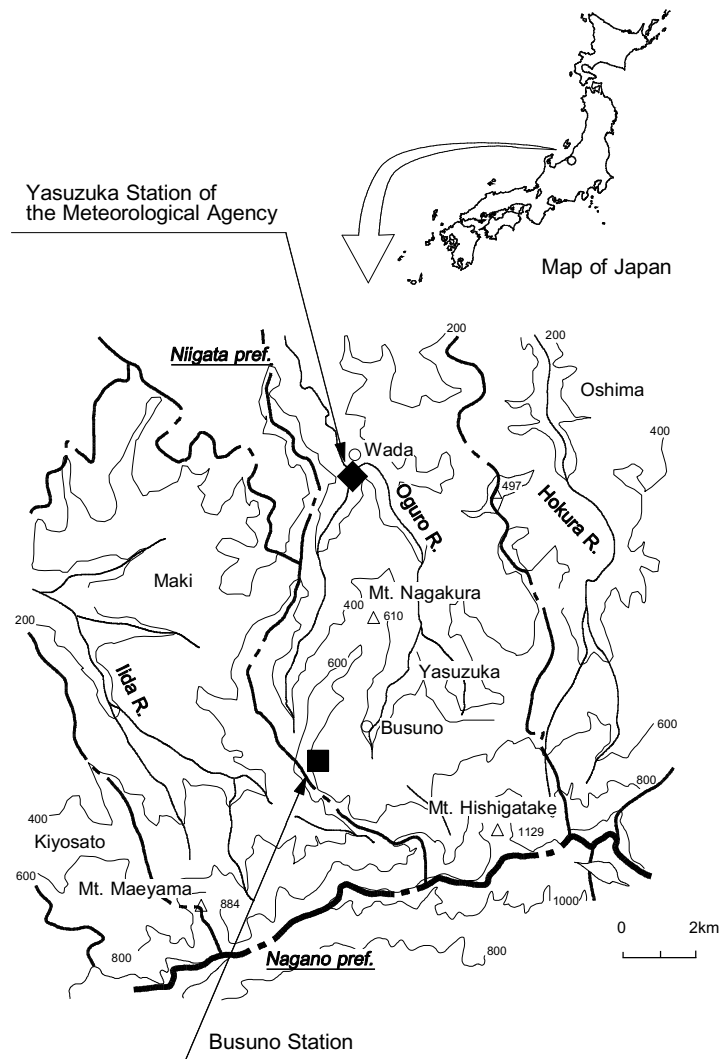 Yasuzuka Station of
the Meteorological Agency
Map of Japan
Niigata pref.
200
200
Oshima
400
Wada
497
Oguro R.
Hokura R.
Maki
Mt. Nagakura
400
610
200
600
Yasuzuka
Iida R.
Busuno
600
800
Mt. Hishigatake
400
1129
Kiyosato
600
Mt. Maeyama
884
1000
0 2km
800
800
Nagano pref.
Busuno Station